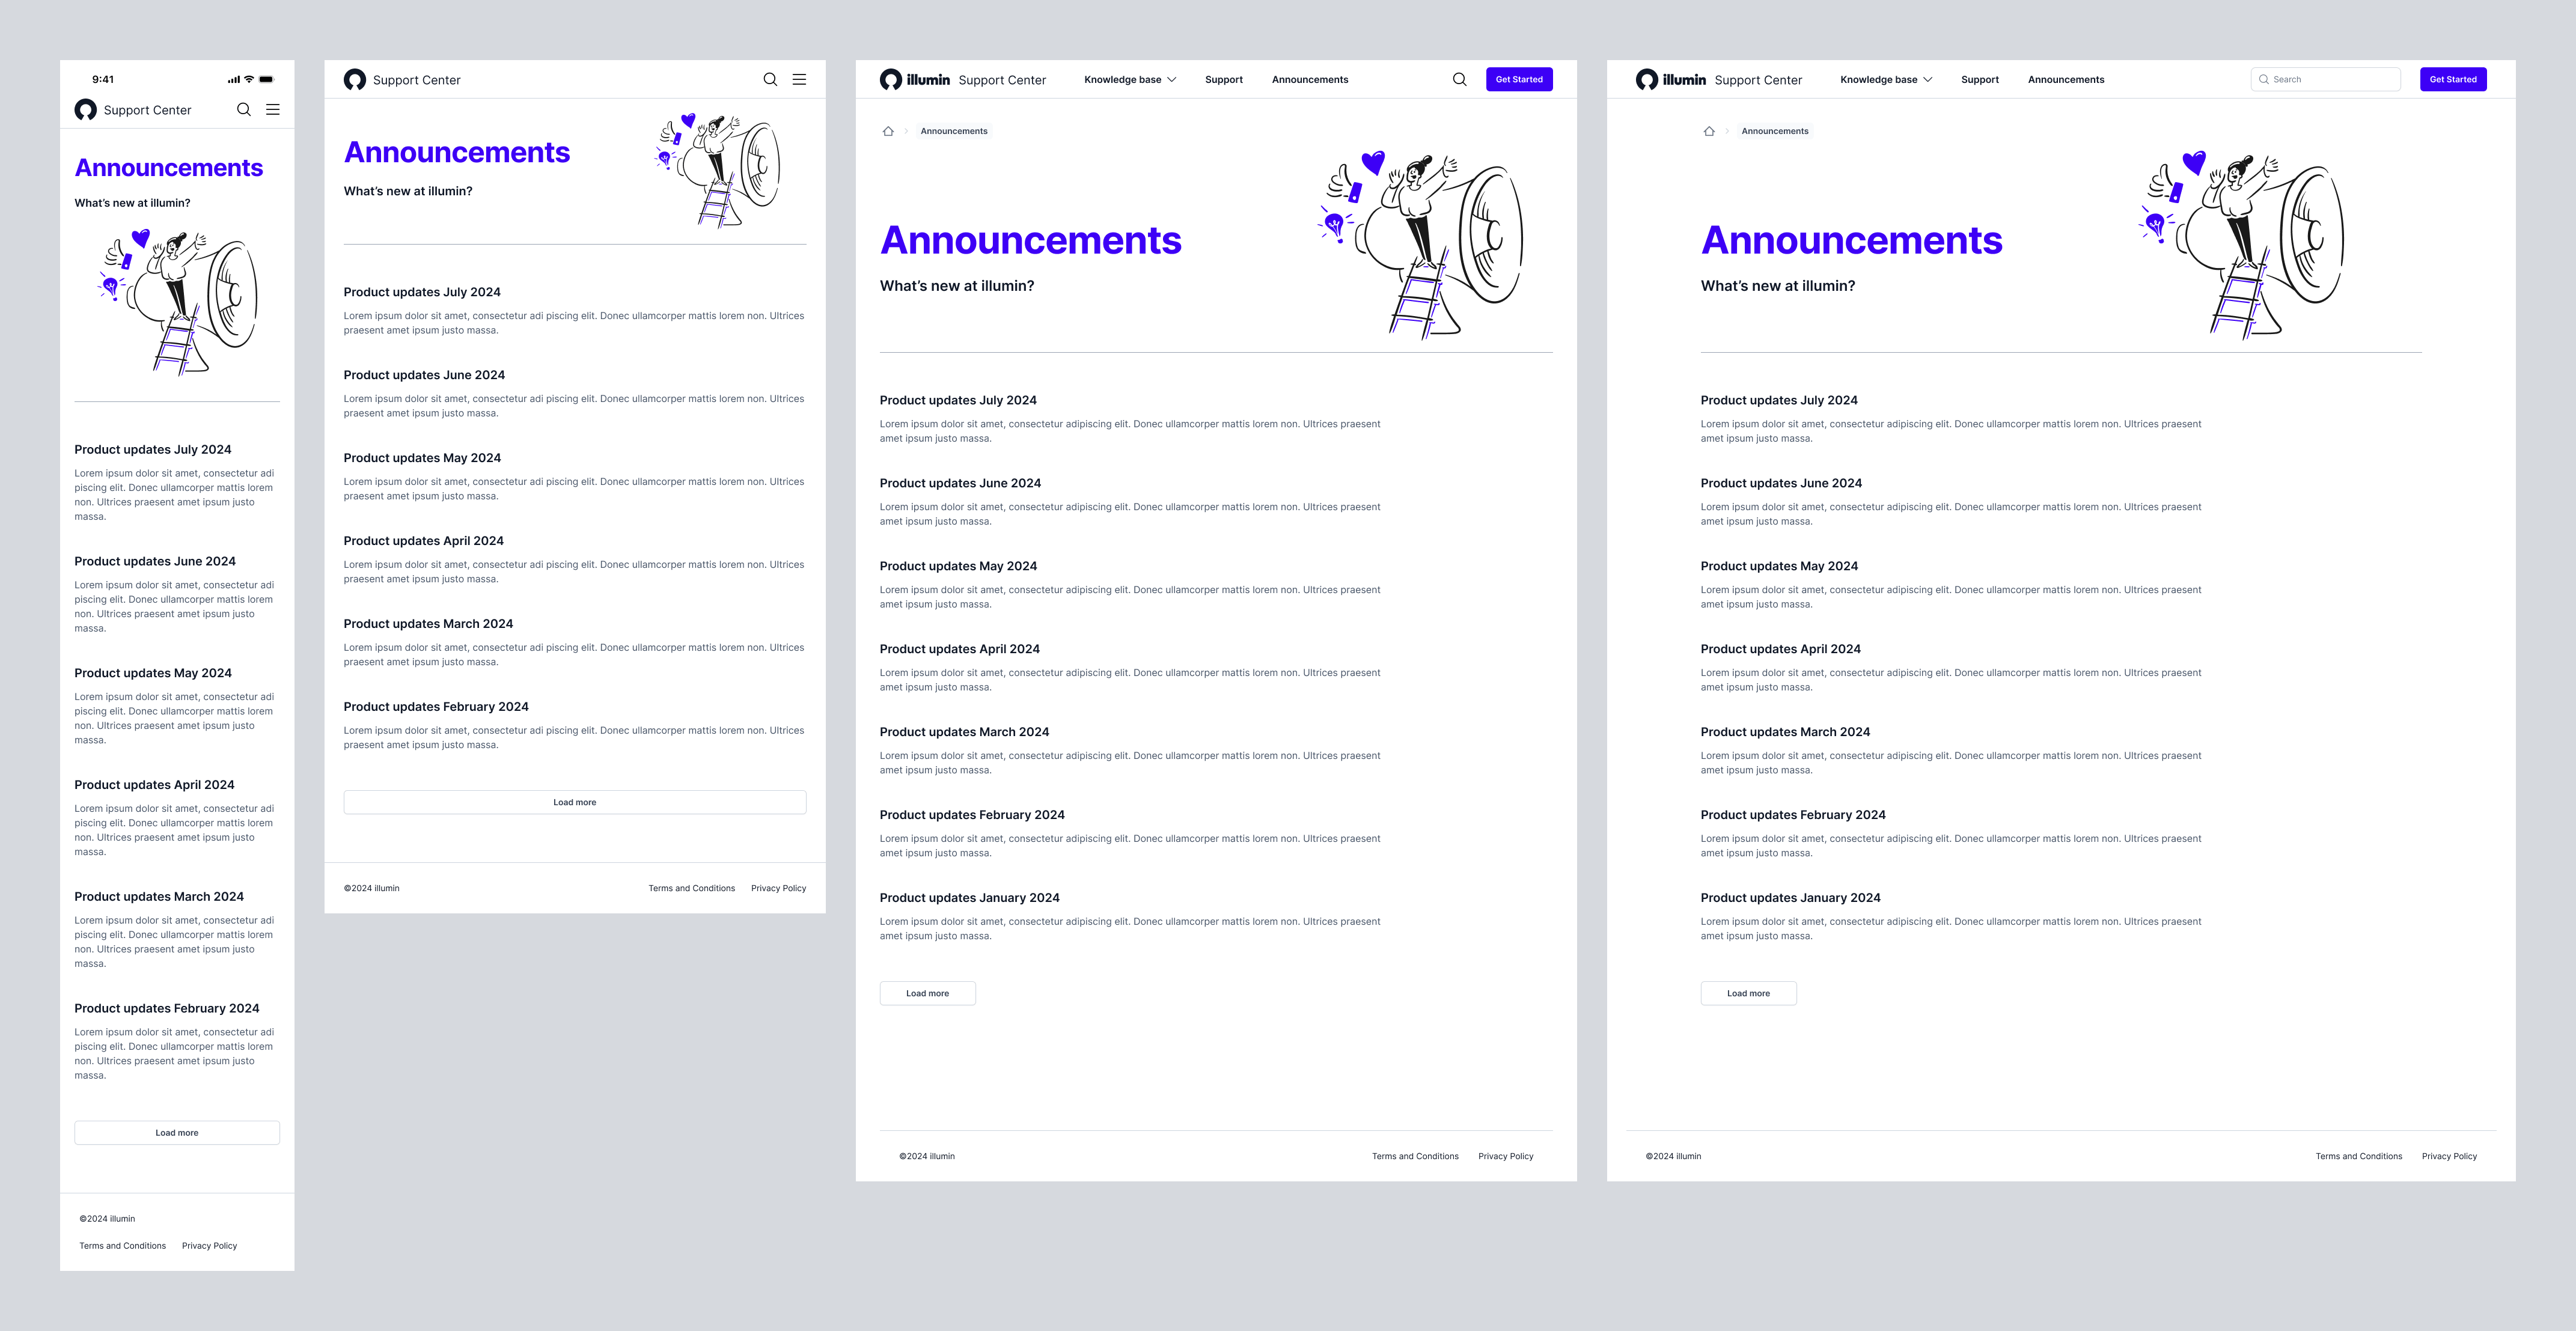 9:41
Support Center
Announcements
What’s new at illumin?
Product updates July 2024
Lorem ipsum dolor sit amet, consectetur adi
piscing elit. Donec ullamcorper mattis lorem
non. Ultrices praesent amet ipsum justo
massa.
Product updates June 2024
Lorem ipsum dolor sit amet, consectetur adi
piscing elit. Donec ullamcorper mattis lorem
non. Ultrices praesent amet ipsum justo
massa.
Product updates May 2024
Lorem ipsum dolor sit amet, consectetur adi
piscing elit. Donec ullamcorper mattis lorem
non. Ultrices praesent amet ipsum justo
massa.
Product updates April 2024
Lorem ipsum dolor sit amet, consectetur adi
piscing elit. Donec ullamcorper mattis lorem
non. Ultrices praesent amet ipsum justo
massa.
Product updates March 2024
Lorem ipsum dolor sit amet, consectetur adi
piscing elit. Donec ullamcorper mattis lorem
non. Ultrices praesent amet ipsum justo
massa.
Product updates February 2024
Lorem ipsum dolor sit amet, consectetur adi
piscing elit. Donec ullamcorper mattis lorem
non. Ultrices praesent amet ipsum justo
massa.
Load more
©2024 illumin
Terms and Conditions Privacy Policy
Support Center
Announcements
What’s new at illumin?
Product updates July 2024
Lorem ipsum dolor sit amet, consectetur adi piscing elit. Donec ullamcorper mattis lorem non. Ultrices
praesent amet ipsum justo massa.
Product updates June 2024
Lorem ipsum dolor sit amet, consectetur adi piscing elit. Donec ullamcorper mattis lorem non. Ultrices
praesent amet ipsum justo massa.
Product updates May 2024
Lorem ipsum dolor sit amet, consectetur adi piscing elit. Donec ullamcorper mattis lorem non. Ultrices
praesent amet ipsum justo massa.
Product updates April 2024
Lorem ipsum dolor sit amet, consectetur adi piscing elit. Donec ullamcorper mattis lorem non. Ultrices
praesent amet ipsum justo massa.
Product updates March 2024
Lorem ipsum dolor sit amet, consectetur adi piscing elit. Donec ullamcorper mattis lorem non. Ultrices
praesent amet ipsum justo massa.
Product updates February 2024
Lorem ipsum dolor sit amet, consectetur adi piscing elit. Donec ullamcorper mattis lorem non. Ultrices
praesent amet ipsum justo massa.
Load more
©2024 illumin Terms and Conditions Privacy Policy
illumin Support Center Knowledge base Support Announcements Get Started
Announcements
Announcements
What’s new at illumin?
Product updates July 2024
Lorem ipsum dolor sit amet, consectetur adipiscing elit. Donec ullamcorper mattis lorem non. Ultrices praesent
amet ipsum justo massa.
Product updates June 2024
Lorem ipsum dolor sit amet, consectetur adipiscing elit. Donec ullamcorper mattis lorem non. Ultrices praesent
amet ipsum justo massa.
Product updates May 2024
Lorem ipsum dolor sit amet, consectetur adipiscing elit. Donec ullamcorper mattis lorem non. Ultrices praesent
amet ipsum justo massa.
Product updates April 2024
Lorem ipsum dolor sit amet, consectetur adipiscing elit. Donec ullamcorper mattis lorem non. Ultrices praesent
amet ipsum justo massa.
Product updates March 2024
Lorem ipsum dolor sit amet, consectetur adipiscing elit. Donec ullamcorper mattis lorem non. Ultrices praesent
amet ipsum justo massa.
Product updates February 2024
Lorem ipsum dolor sit amet, consectetur adipiscing elit. Donec ullamcorper mattis lorem non. Ultrices praesent
amet ipsum justo massa.
Product updates January 2024
Lorem ipsum dolor sit amet, consectetur adipiscing elit. Donec ullamcorper mattis lorem non. Ultrices praesent
amet ipsum justo massa.
Load more
©2024 illumin Terms and Conditions Privacy Policy
illumin Support Center Knowledge base Support Announcements Search Get Started
Announcements
Announcements
What’s new at illumin?
Product updates July 2024
Lorem ipsum dolor sit amet, consectetur adipiscing elit. Donec ullamcorper mattis lorem non. Ultrices praesent
amet ipsum justo massa.
Product updates June 2024
Lorem ipsum dolor sit amet, consectetur adipiscing elit. Donec ullamcorper mattis lorem non. Ultrices praesent
amet ipsum justo massa.
Product updates May 2024
Lorem ipsum dolor sit amet, consectetur adipiscing elit. Donec ullamcorper mattis lorem non. Ultrices praesent
amet ipsum justo massa.
Product updates April 2024
Lorem ipsum dolor sit amet, consectetur adipiscing elit. Donec ullamcorper mattis lorem non. Ultrices praesent
amet ipsum justo massa.
Product updates March 2024
Lorem ipsum dolor sit amet, consectetur adipiscing elit. Donec ullamcorper mattis lorem non. Ultrices praesent
amet ipsum justo massa.
Product updates February 2024
Lorem ipsum dolor sit amet, consectetur adipiscing elit. Donec ullamcorper mattis lorem non. Ultrices praesent
amet ipsum justo massa.
Product updates January 2024
Lorem ipsum dolor sit amet, consectetur adipiscing elit. Donec ullamcorper mattis lorem non. Ultrices praesent
amet ipsum justo massa.
Load more
©2024 illumin Terms and Conditions Privacy Policy